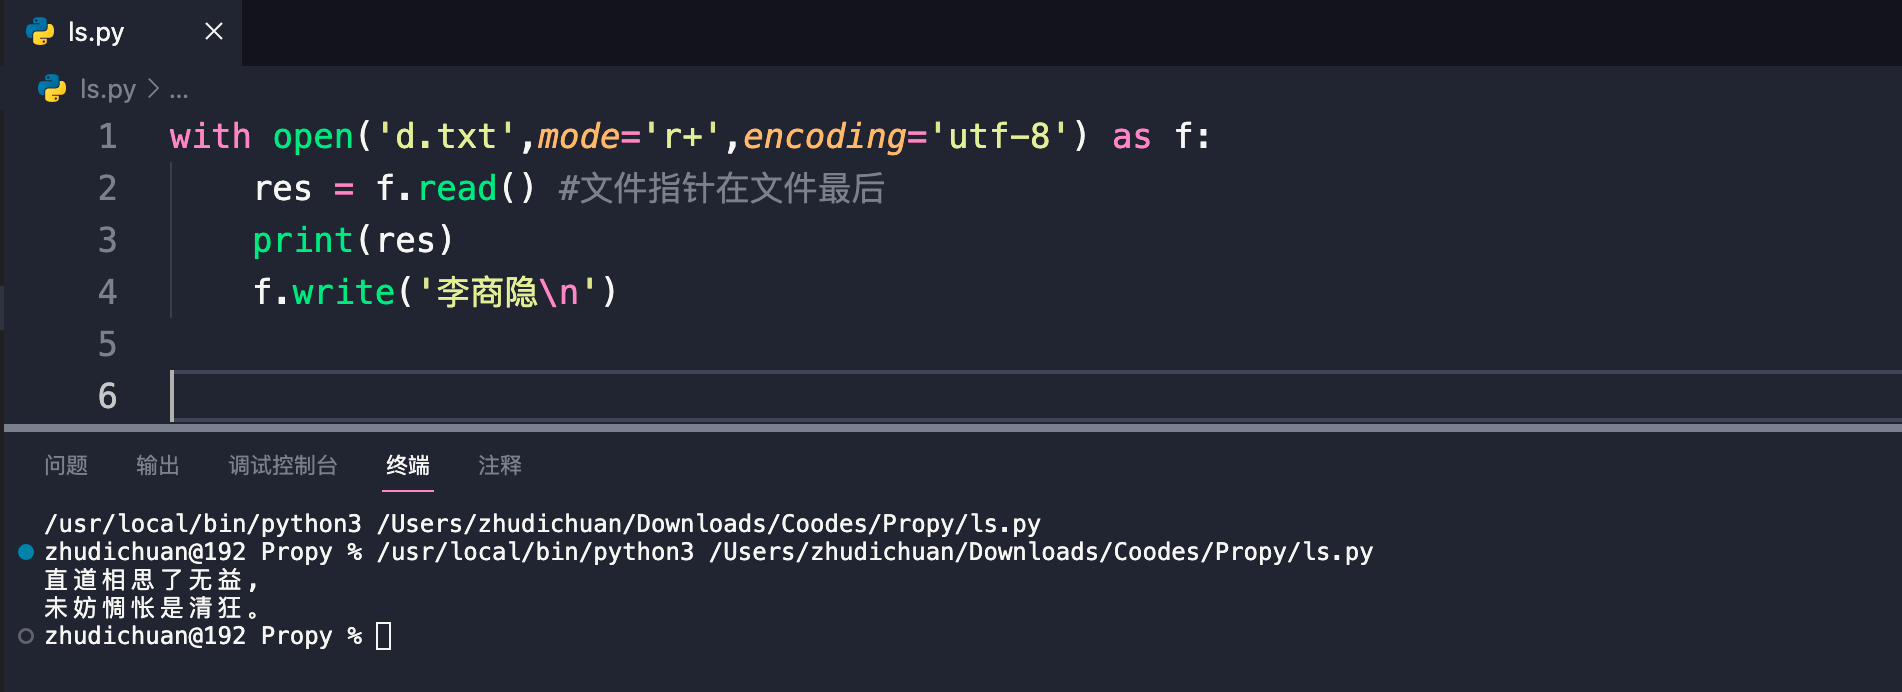 ls.py
ls.py > ...
1 with open('d.txt',mode='r+',encoding='utf-8') as f:
2     res = f.read() #文件指针在文件最后
3     print(res)
4     f.write('李商隐\n')
5
6
问题 输出 调试控制台 终端 注释
/usr/local/bin/python3 /Users/zhudichuan/Downloads/Coodes/Propy/ls.py
zhudichuan@192 Propy % /usr/local/bin/python3 /Users/zhudichuan/Downloads/Coodes/Propy/ls.py
直道相思了无益,
未妨惆怅是清狂。
zhudichuan@192 Propy %